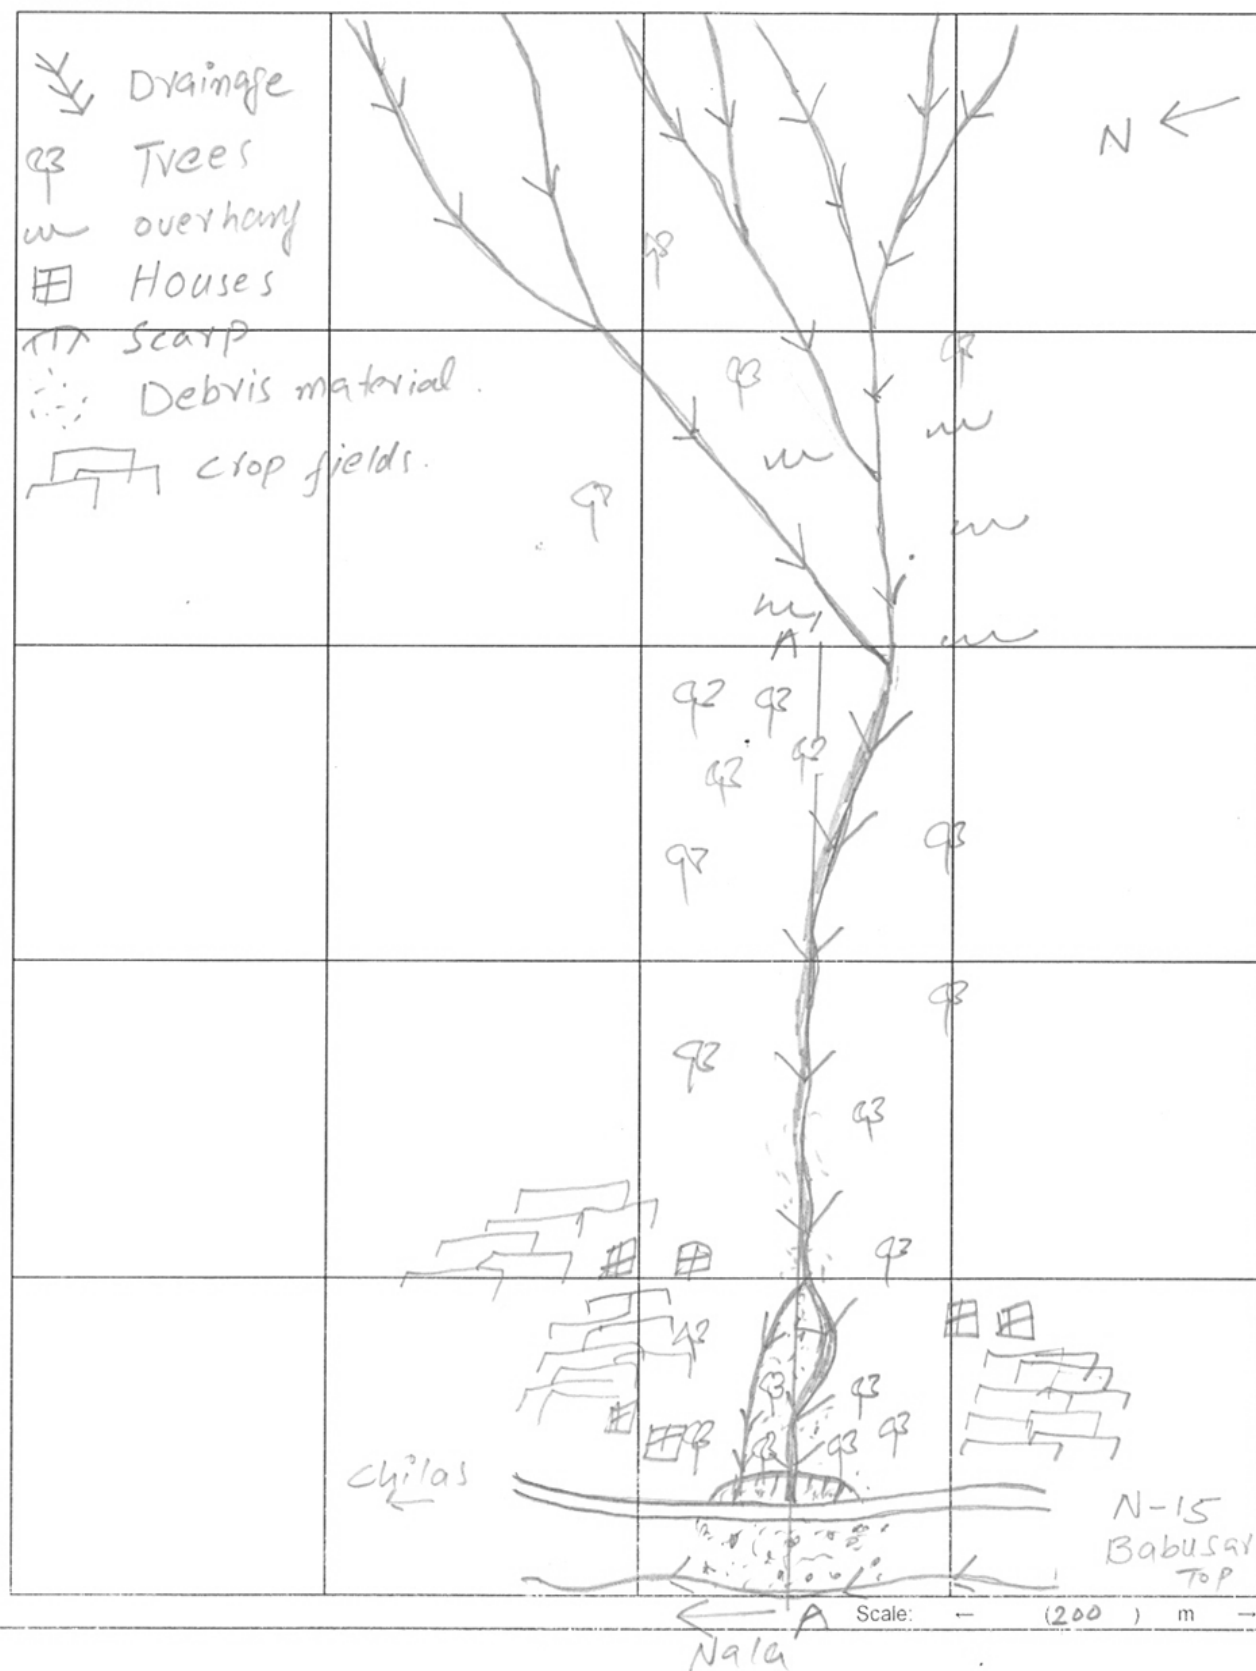 Drainage
Trees
overhang
Houses
scarp
Debris material.
crop fields.
N
A'
Chilas
N-15
Babusar
Top
A
Scale: ← (200) m →
Nala